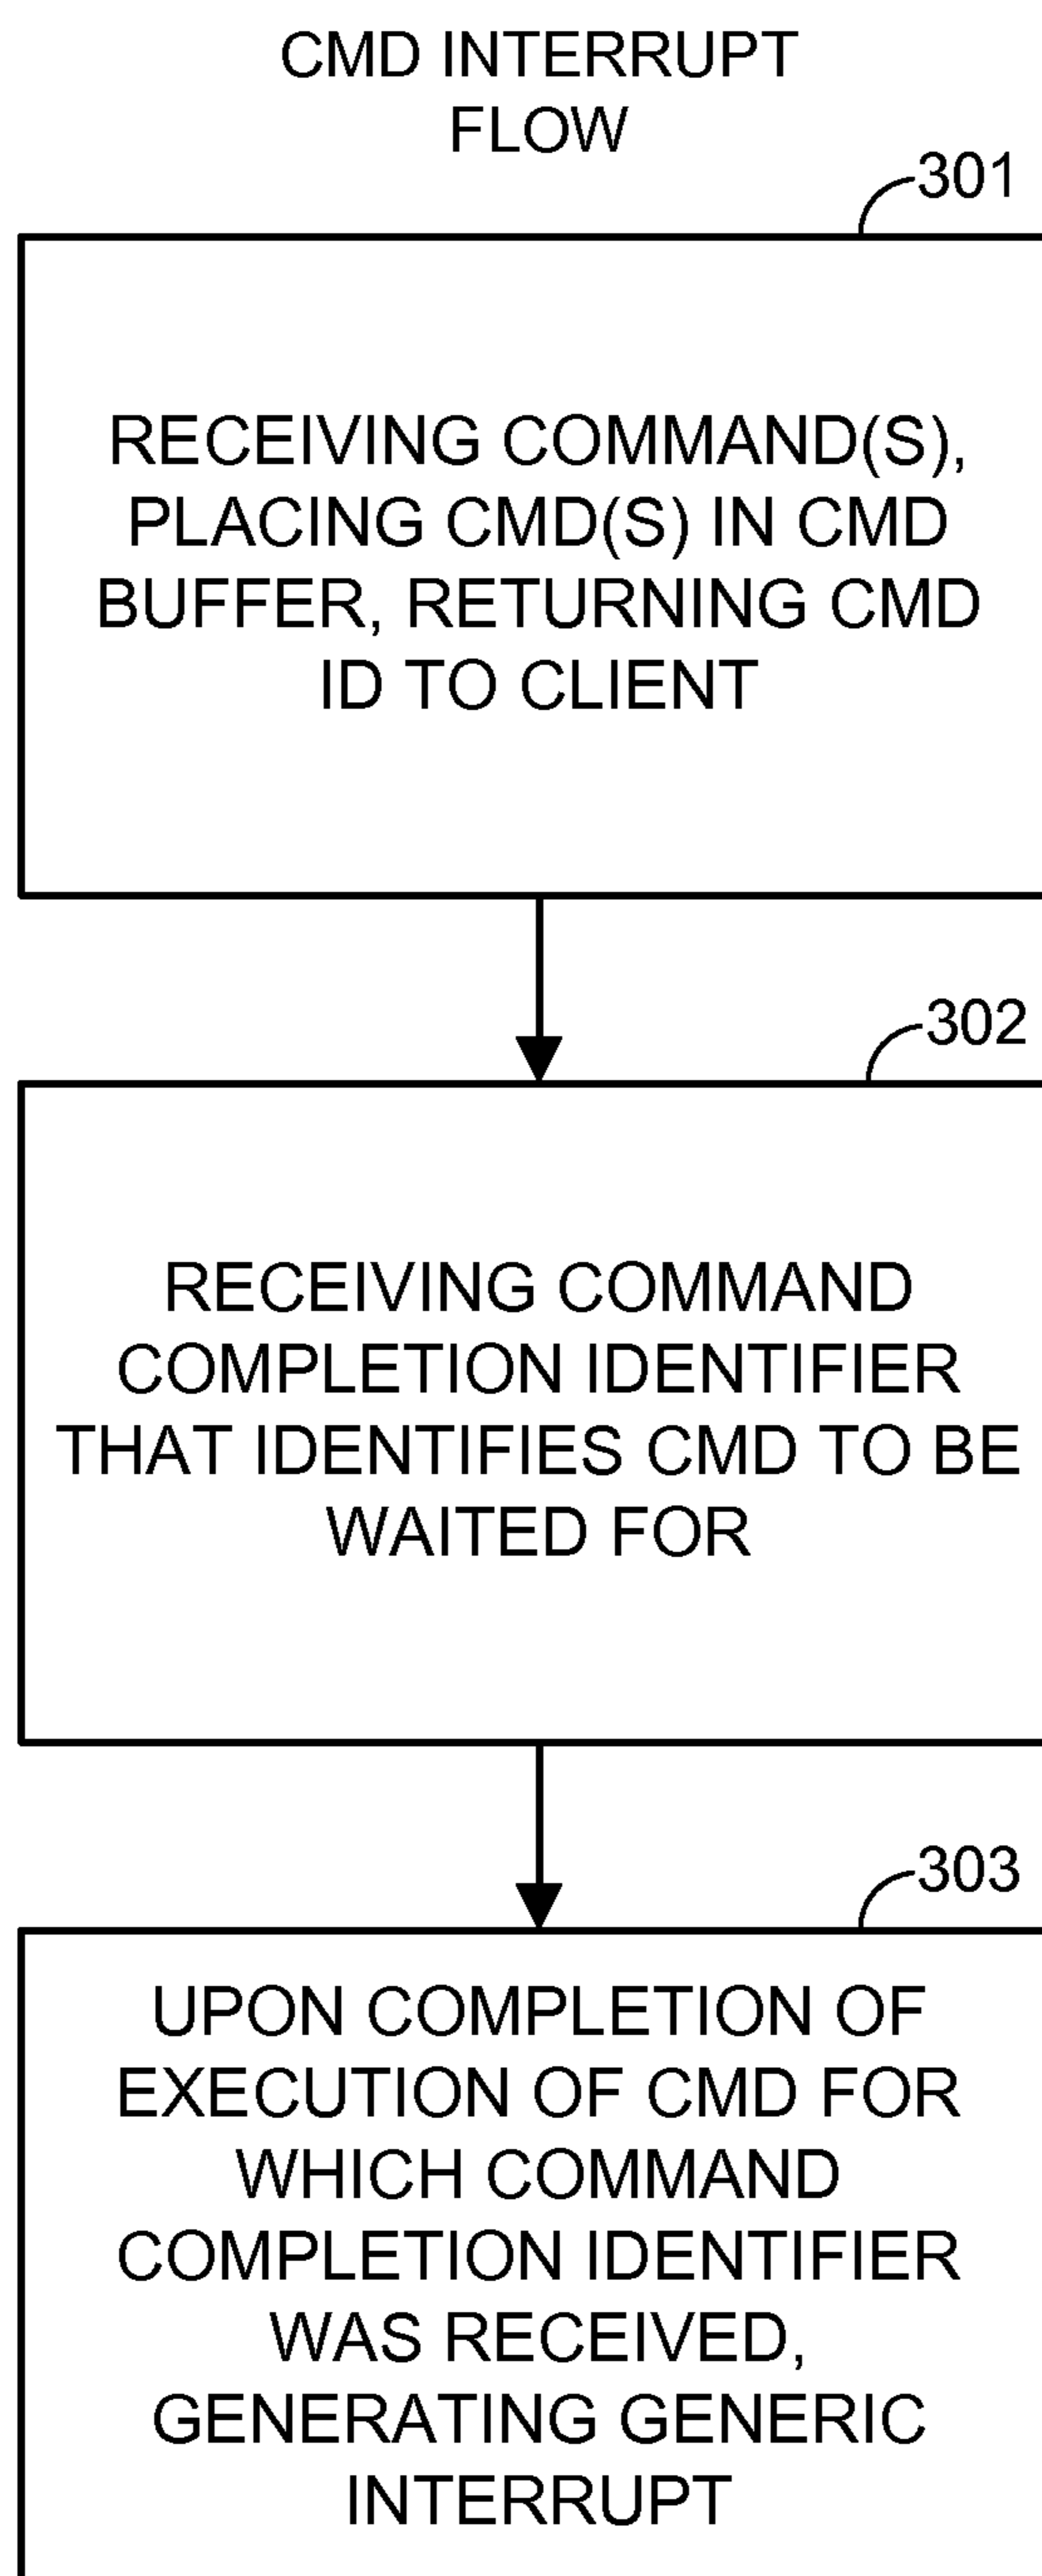 CMD INTERRUPT
FLOW
301
RECEIVING COMMAND(S),
PLACING CMD(S) IN CMD
BUFFER, RETURNING CMD
ID TO CLIENT
302
RECEIVING COMMAND
COMPLETION IDENTIFIER
THAT IDENTIFIES CMD TO BE
WAITED FOR
303
UPON COMPLETION OF
EXECUTION OF CMD FOR
WHICH COMMAND
COMPLETION IDENTIFIER
WAS RECEIVED,
GENERATING GENERIC
INTERRUPT